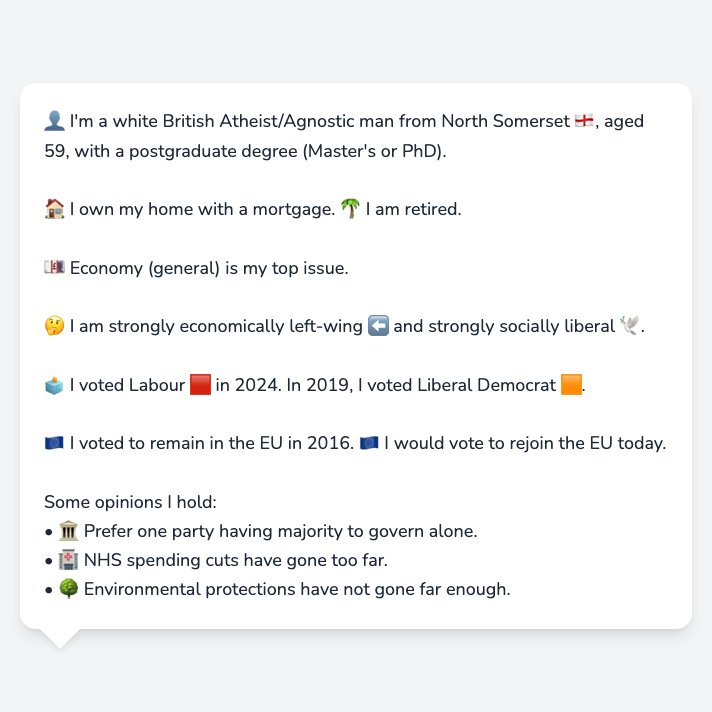 👤 I'm a white British Atheist/Agnostic man from North Somerset 🏴󠁧󠁢󠁥󠁮󠁧󠁿, aged
59, with a postgraduate degree (Master's or PhD).
🏠 I own my home with a mortgage. 🌴 I am retired.
💷 Economy (general) is my top issue.
🤔 I am strongly economically left-wing ⬅️ and strongly socially liberal 🕊️.
🗳️ I voted Labour 🟥 in 2024. In 2019, I voted Liberal Democrat 🟧.
🇪🇺 I voted to remain in the EU in 2016. 🇪🇺 I would vote to rejoin the EU today.
Some opinions I hold:
• 🏛️ Prefer one party having majority to govern alone.
• 🏥 NHS spending cuts have gone too far.
• 🌳 Environmental protections have not gone far enough.